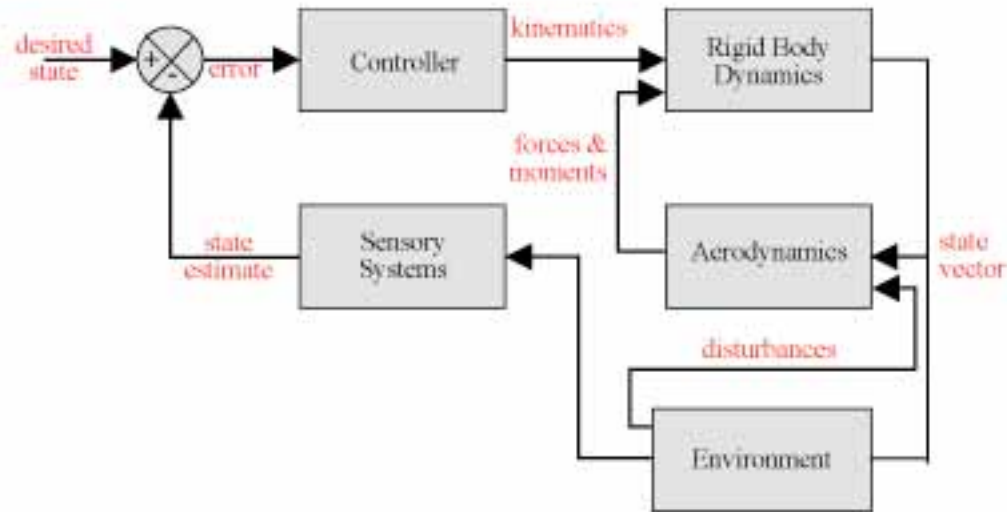 desired
state
+
-
error
Controller
kinematics
Rigid Body
Dynamics
forces &
moments
state
estimate
Sensory
Systems
Aerodynamics
state
vector
disturbances
Environment